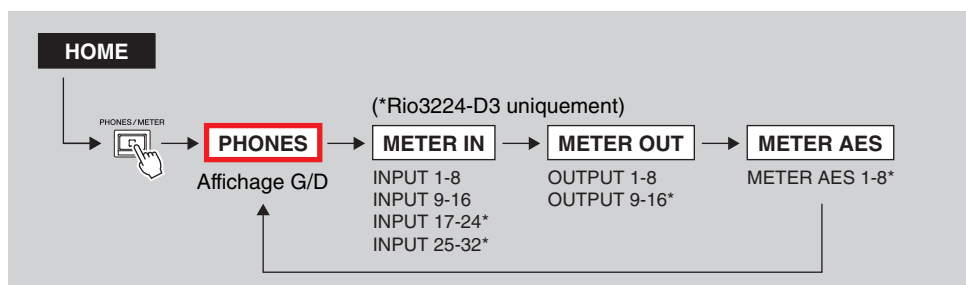 HOME
(*Rio3224-D3 uniquement)
PHONES/METER
PHONES
METER IN
METER OUT
METER AES
Affichage G/D
INPUT 1-8
INPUT 9-16
INPUT 17-24*
INPUT 25-32*
OUTPUT 1-8
OUTPUT 9-16*
METER AES 1-8*